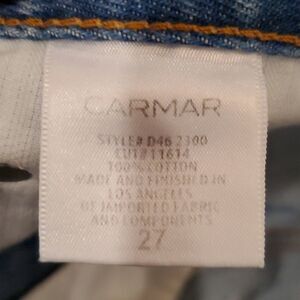 CARMAR
STYLE# D46 2300
CUT# 11614
100% COTTON
MADE AND FINISHED IN
LOS ANGELES
OF IMPORTED FABRIC
AND COMPONENTS
27